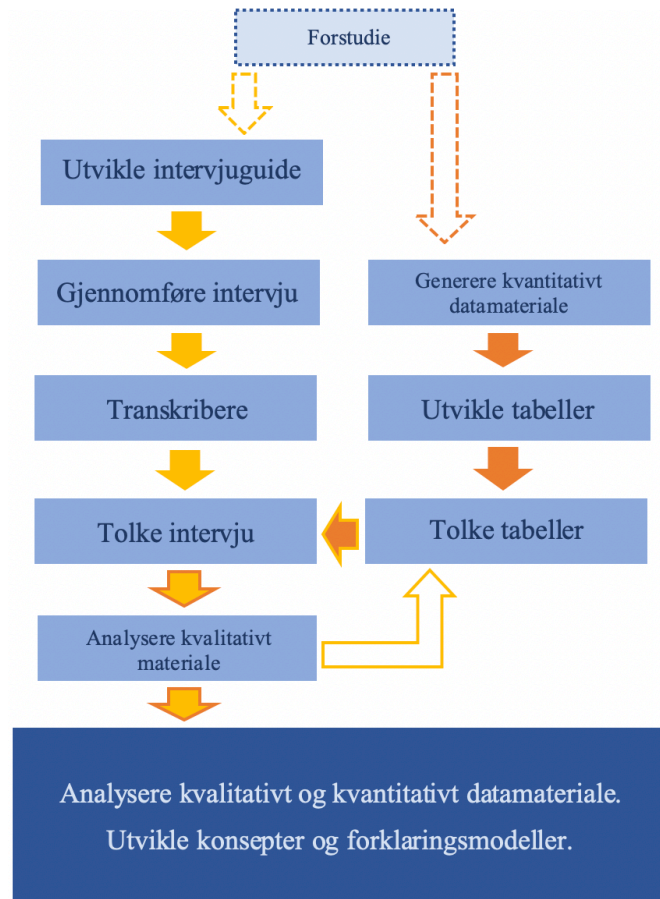 Forstudie
Utvikle intervjuguide
Gjennomføre intervju
Generere kvantitativt
datamateriale
Transkribere
Utvikle tabeller
Tolke intervju
Tolke tabeller
Analysere kvalitativt
materiale
Analysere kvalitativt og kvantitativt datamateriale.
Utvikle konsepter og forklaringsmodeller.